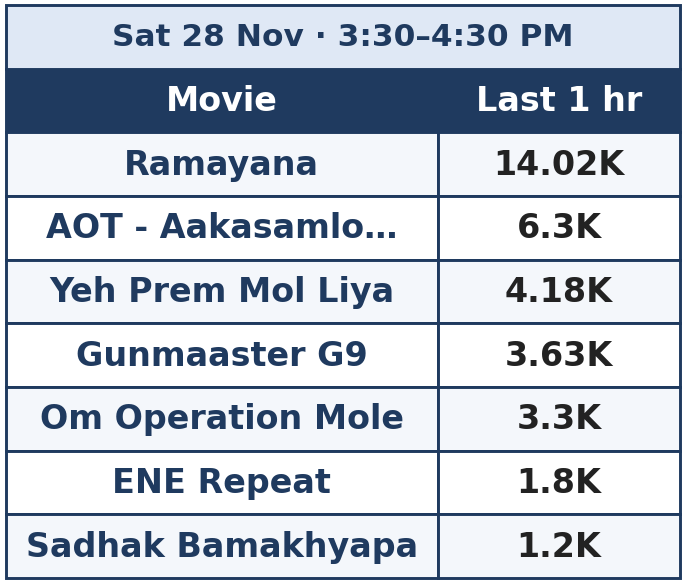 Sat 28 Nov · 3:30–4:30 PM
Movie Last 1 hr
Ramayana 14.02K
AOT - Aakasamlo... 6.3K
Yeh Prem Mol Liya 4.18K
Gunmaaster G9 3.63K
Om Operation Mole 3.3K
ENE Repeat 1.8K
Sadhak Bamakhyapa 1.2K